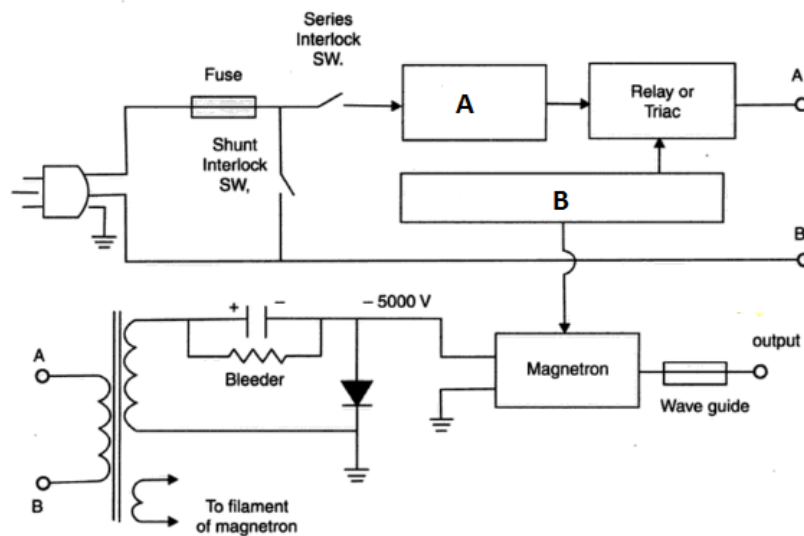 Series
Interlock
SW.
Fuse
A
Relay or
Triac
A
Shunt
Interlock
SW,
B
B
+
–
– 5000 V
A
Bleeder
Magnetron
output
Wave guide
B
To filament
of magnetron